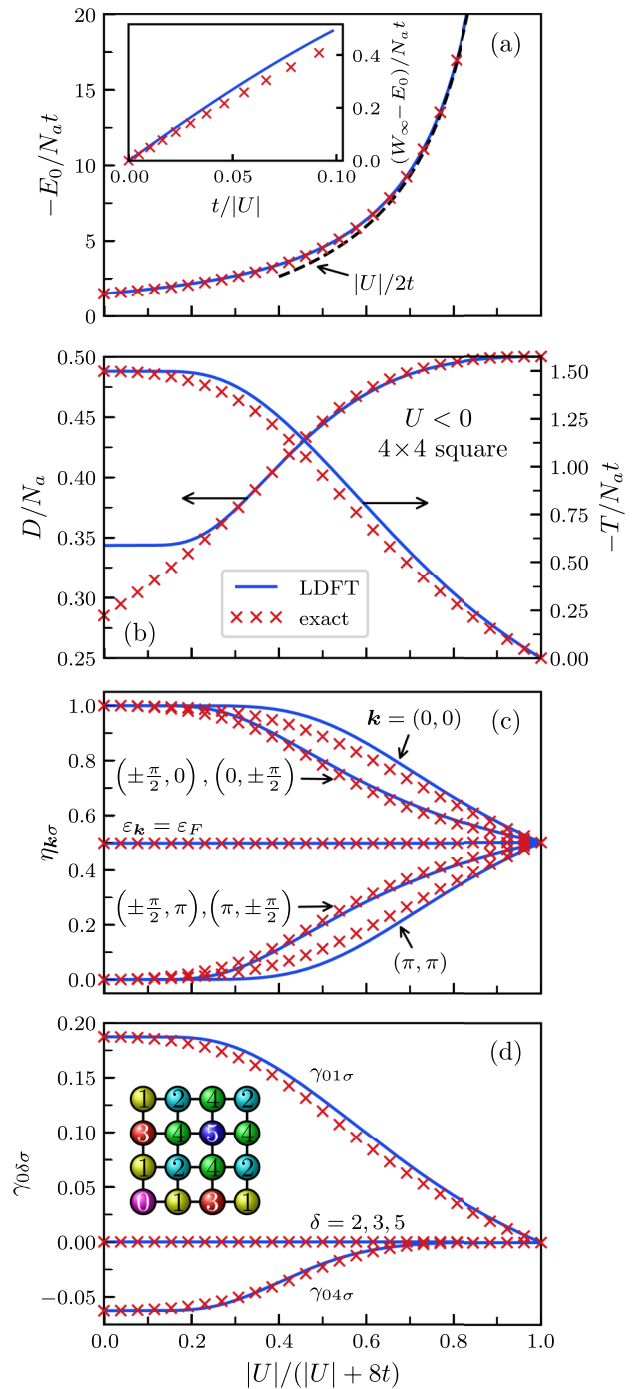 20
15
10
5
0
−E₀/Nₐt
(a)
0.4
0.2
0.0
(W∞−E₀)/Nₐt
0.00
0.05
0.10
t/|U|
|U|/2t
0.50
0.45
0.40
0.35
0.30
0.25
D/Nₐ
1.50
1.25
1.00
0.75
0.50
0.25
0.00
−T/Nₐt
U < 0
4×4 square
LDFT
exact
(b)
1.0
0.8
0.6
0.4
0.2
0.0
ηₖσ
(c)
k = (0, 0)
(±π/2, 0), (0, ±π/2)
εₖ = ε_F
(±π/2, π), (π, ±π/2)
(π, π)
0.20
0.15
0.10
0.05
0.00
−0.05
γ₀δσ
(d)
γ₀₁σ
1 2 4 2
3 4 5 4
1 2 4 2
0 1 3 1
δ = 2, 3, 5
γ₀₄σ
0.0 0.2 0.4 0.6 0.8 1.0
|U|/(|U| + 8t)